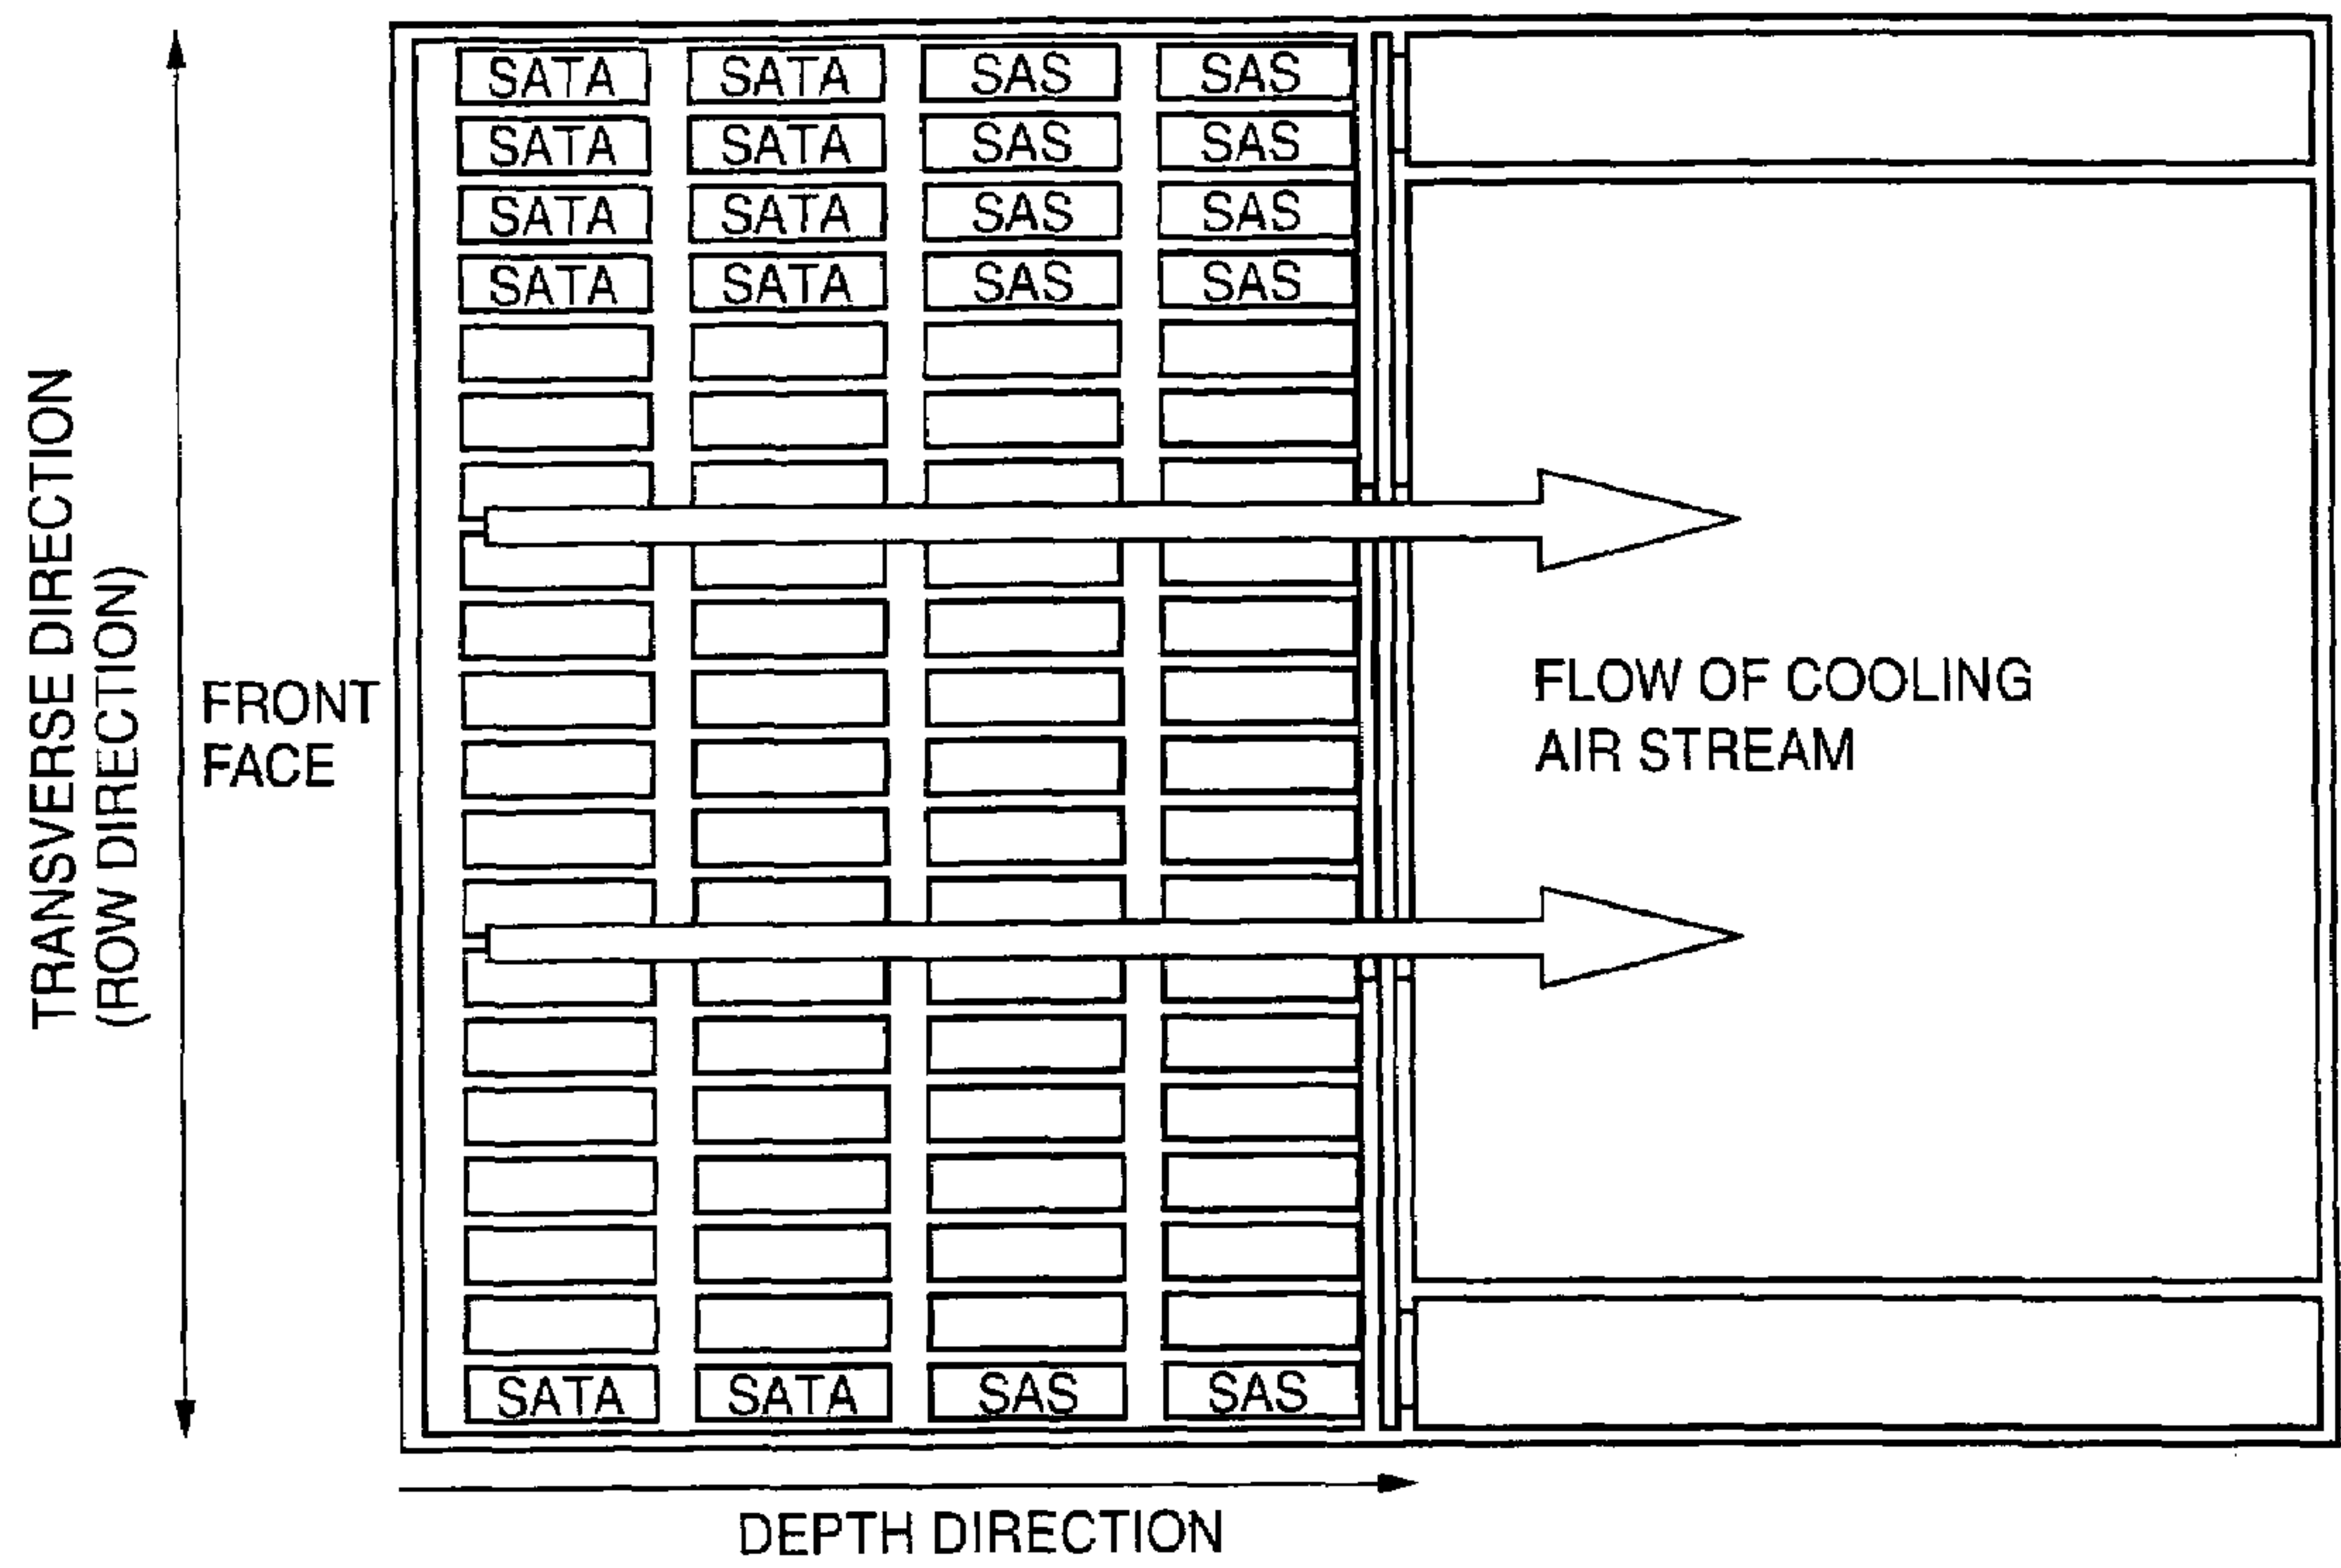 SATA SATA SAS SAS
SATA SATA SAS SAS
SATA SATA SAS SAS
SATA SATA SAS SAS
TRANSVERSE DIRECTION
(ROW DIRECTION)
FRONT
FACE
FLOW OF COOLING
AIR STREAM
SATA SATA SAS SAS
DEPTH DIRECTION